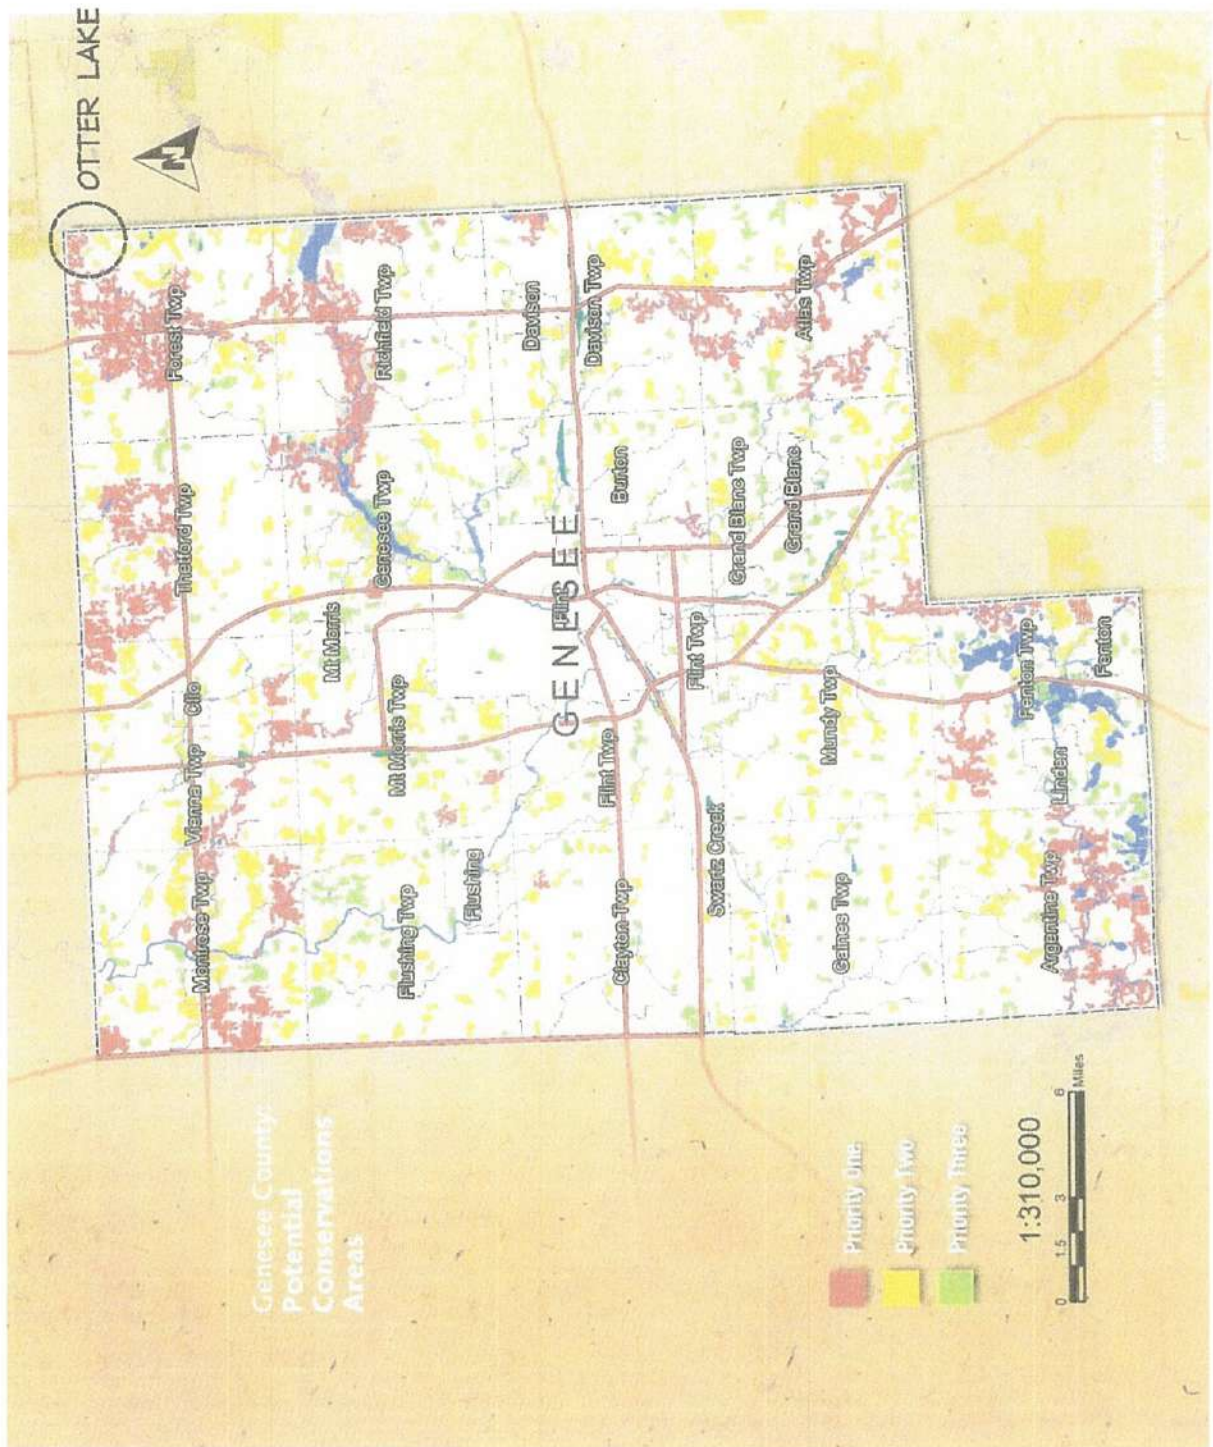 OTTER LAKE
N
Genesee County:
Potential
Conservations
Areas
Montrose Twp
Vienna Twp
Clio
Thetford Twp
Forest Twp
Mt Morris
Flushing Twp
Mt Morris Twp
Genesee Twp
Richfield Twp
Flushing
Davison
GENESEE
Flint
Clayton Twp
Flint Twp
Burton
Davison Twp
Swartz Creek
Flint Twp
Grand Blanc Twp
Grand Blanc
Atlas Twp
Gaines Twp
Mundy Twp
Argentine Twp
Linden
Fenton Twp
Fenton
Priority One
Priority Two
Priority Three
1:310,000
0 1.5 3 6
Miles